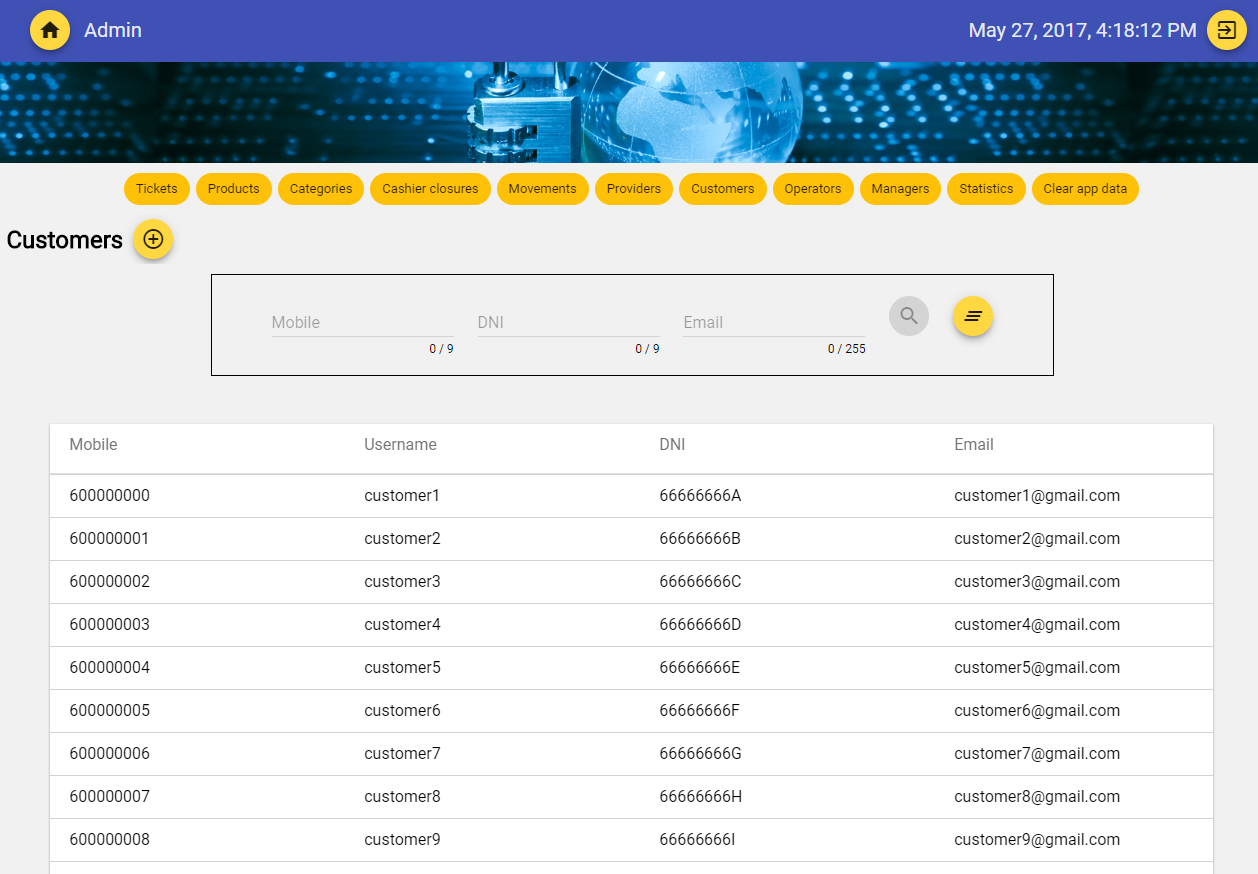 Admin May 27, 2017, 4:18:12 PM
Tickets Products Categories Cashier closures Movements Providers Customers Operators Managers Statistics Clear app data
Customers
Mobile DNI Email
0 / 9 0 / 9 0 / 255
Mobile Username DNI Email
600000000 customer1 66666666A customer1@gmail.com
600000001 customer2 66666666B customer2@gmail.com
600000002 customer3 66666666C customer3@gmail.com
600000003 customer4 66666666D customer4@gmail.com
600000004 customer5 66666666E customer5@gmail.com
600000005 customer6 66666666F customer6@gmail.com
600000006 customer7 66666666G customer7@gmail.com
600000007 customer8 66666666H customer8@gmail.com
600000008 customer9 66666666I customer9@gmail.com